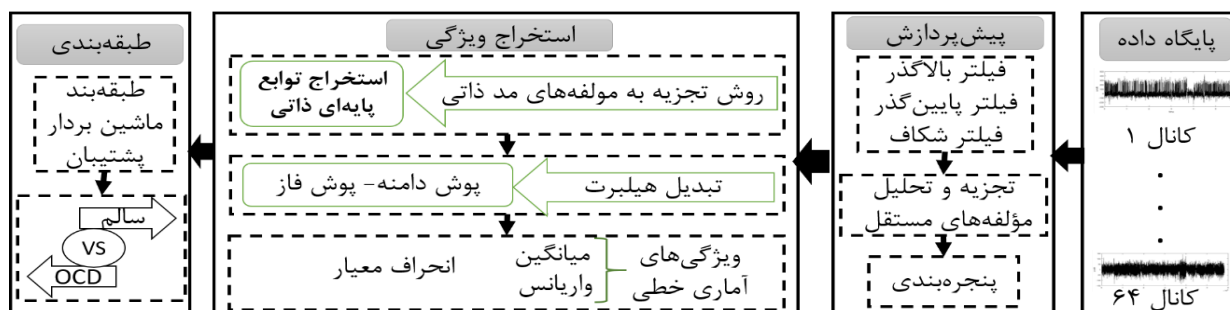 پایگاه داده
کانال ۱
کانال ۶۴
پیش‌پردازش
فیلتر بالاگذر
فیلتر پایین‌گذر
فیلتر شکاف
تجزیه و تحلیل
مؤلفه‌های مستقل
پنجره‌بندی
استخراج ویژگی
روش تجزیه به مولفه‌های مد ذاتی
استخراج توابع
پایه‌ای ذاتی
تبدیل هیلبرت
پوش دامنه- پوش فاز
ویژگی‌های
آماری خطی
میانگین
واریانس
انحراف معیار
طبقه‌بندی
طبقه‌بند
ماشین بردار
پشتیبان
سالم
VS
OCD